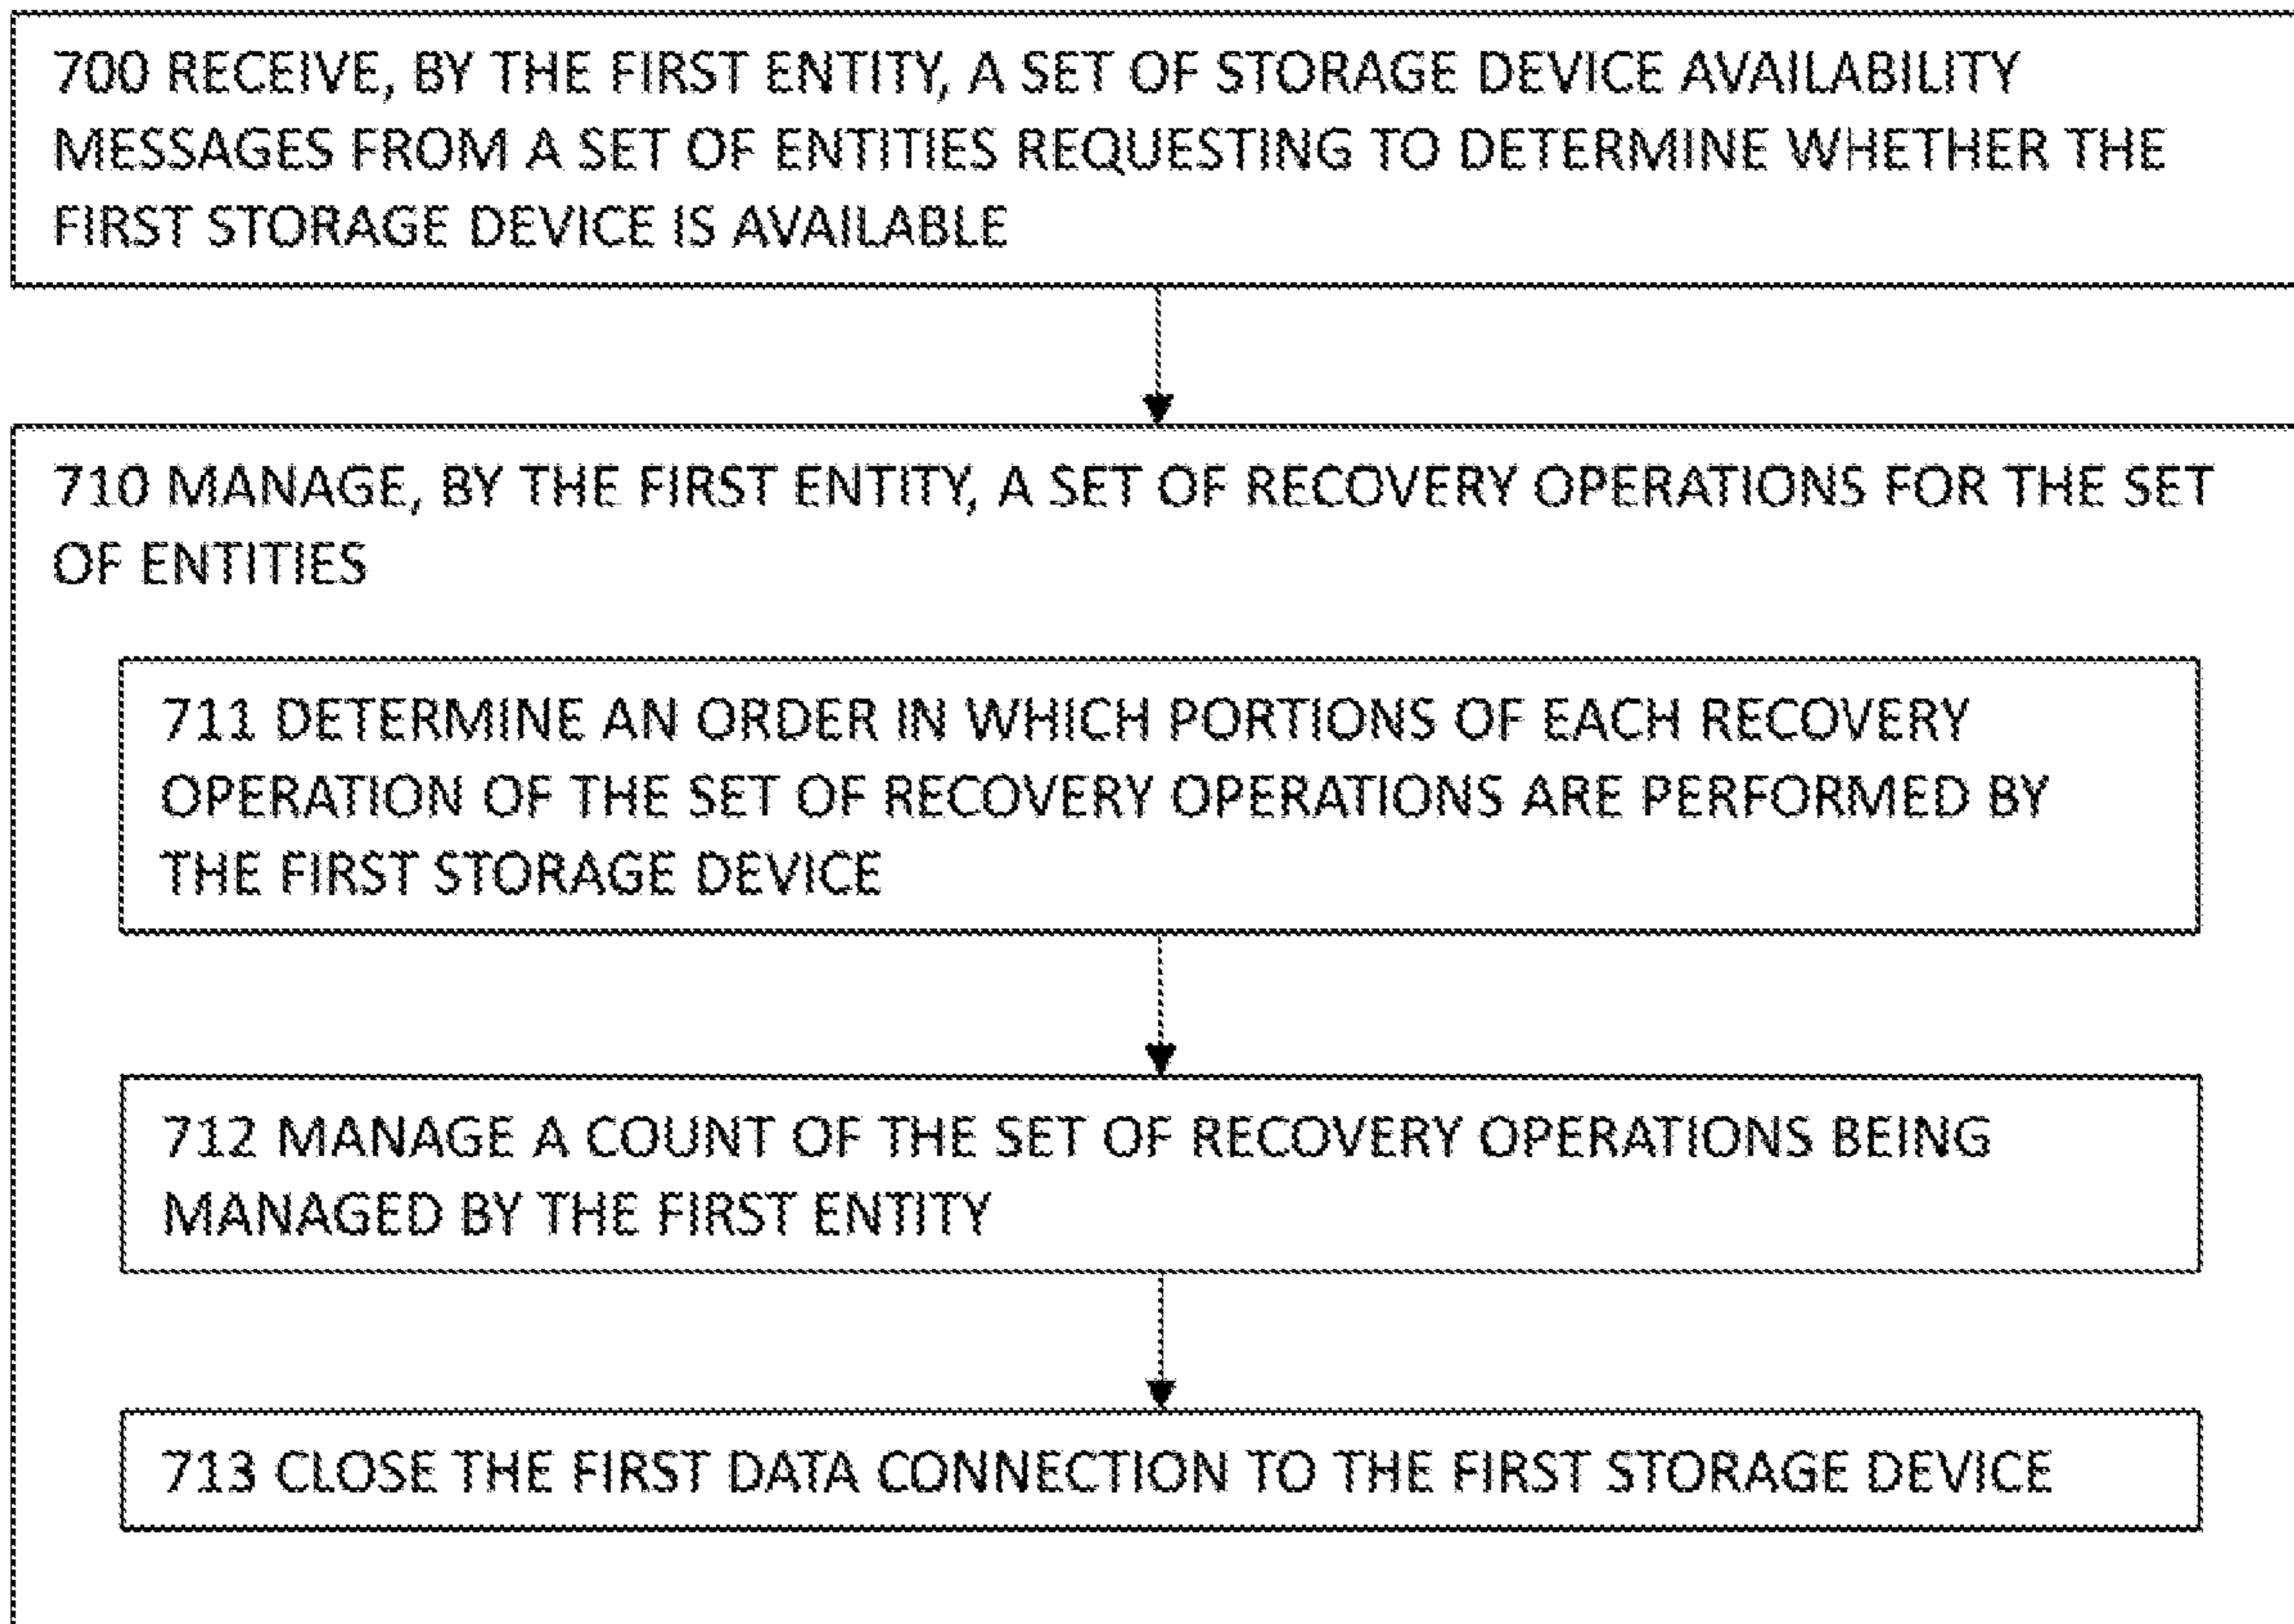 700 RECEIVE, BY THE FIRST ENTITY, A SET OF STORAGE DEVICE AVAILABILITY
MESSAGES FROM A SET OF ENTITIES REQUESTING TO DETERMINE WHETHER THE
FIRST STORAGE DEVICE IS AVAILABLE
710 MANAGE, BY THE FIRST ENTITY, A SET OF RECOVERY OPERATIONS FOR THE SET
OF ENTITIES
711 DETERMINE AN ORDER IN WHICH PORTIONS OF EACH RECOVERY
OPERATION OF THE SET OF RECOVERY OPERATIONS ARE PERFORMED BY
THE FIRST STORAGE DEVICE
712 MANAGE A COUNT OF THE SET OF RECOVERY OPERATIONS BEING
MANAGED BY THE FIRST ENTITY
713 CLOSE THE FIRST DATA CONNECTION TO THE FIRST STORAGE DEVICE